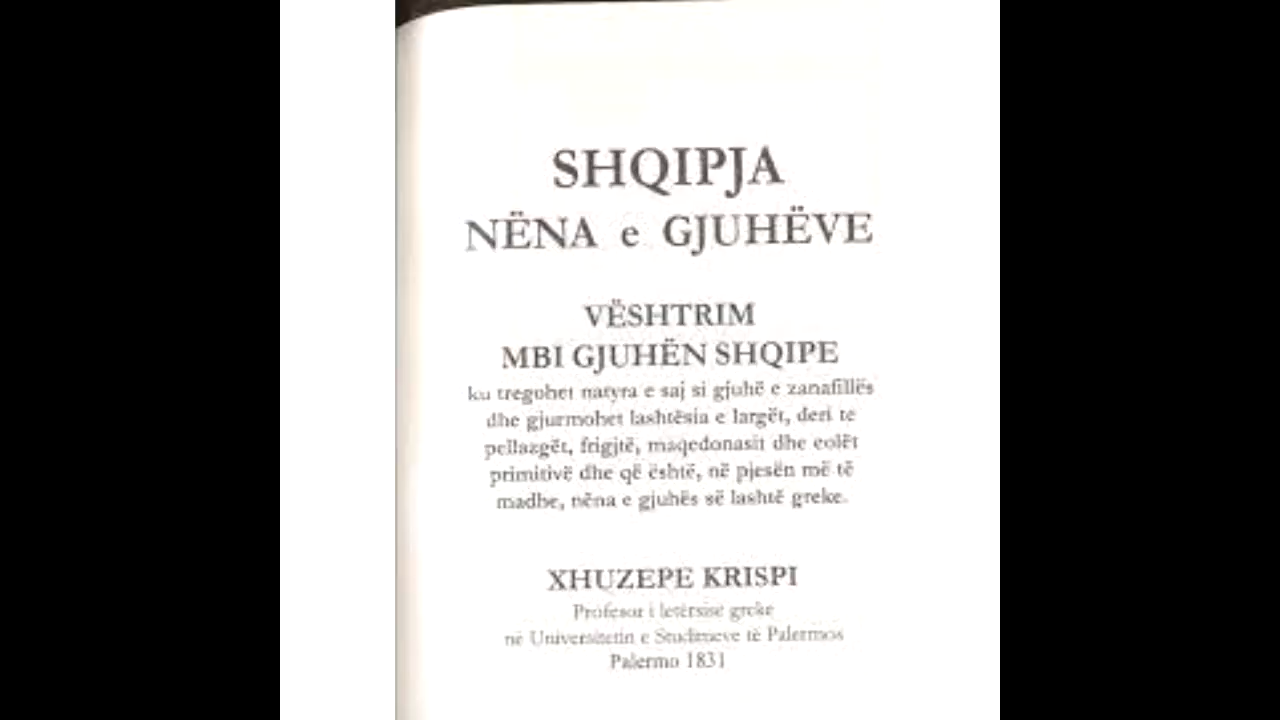 SHQIPJA
NËNA e GJUHËVE
VËSHTRIM
MBI GJUHËN SHQIPE
ku tregohet natyra e saj si gjuhë e zanafillës
dhe gjurmohet lashtësia e largët, deri te
pellazgët, frigjtë, maqedonasit dhe eolët
primitivë dhe që është, në pjesën më të
madhe, nëna e gjuhës së lashtë greke.
XHUZEPE KRISPI
Profesor i letërsisë greke
në Universitetin e Studimeve të Palermos
Palermo 1831